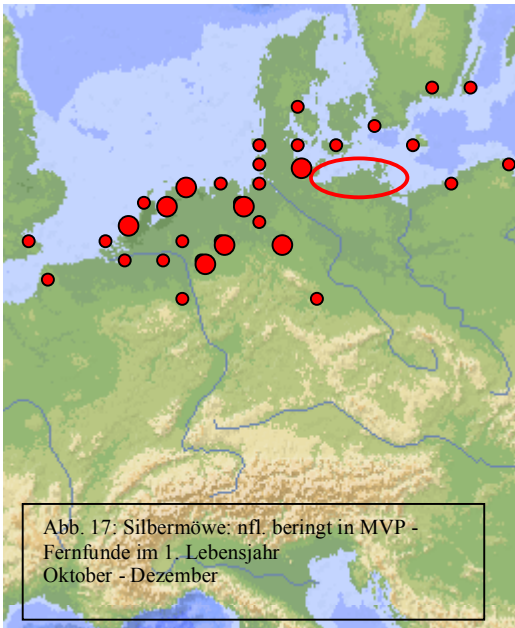 Abb. 17: Silbermöwe: nfl. beringt in MVP -
Fernfunde im 1. Lebensjahr
Oktober - Dezember